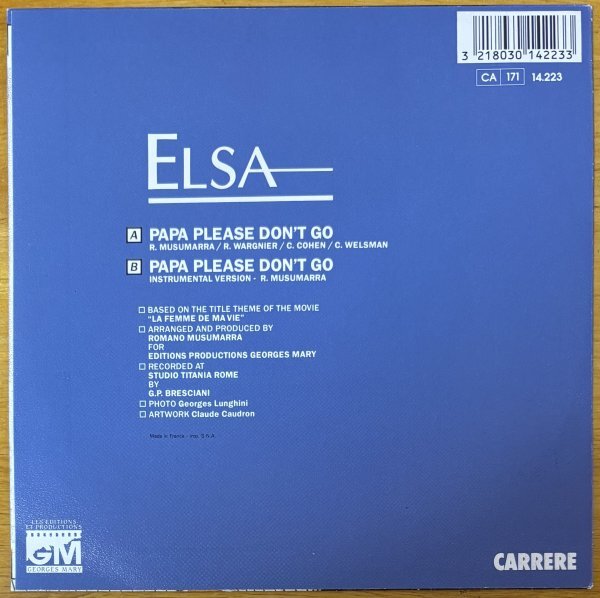 3 218030 142233
CA 171 14.223
ELSA
A PAPA PLEASE DON'T GO
R. MUSUMARRA / R. WARGNIER / C. COHEN / C. WELSMAN
B PAPA PLEASE DON'T GO
INSTRUMENTAL VERSION - R. MUSUMARRA
BASED ON THE TITLE THEME OF THE MOVIE
"LA FEMME DE MA VIE"
ARRANGED AND PRODUCED BY
ROMANO MUSUMARRA
FOR
EDITIONS PRODUCTIONS GEORGES MARY
RECORDED AT
STUDIO TITANIA ROME
BY
G.P. BRESCIANI
PHOTO Georges Lunghini
ARTWORK Claude Caudron
Made in France - Imp. S.N.A.
LES EDITIONS
ET PRODUCTIONS
GM
GEORGES MARY
CARRERE